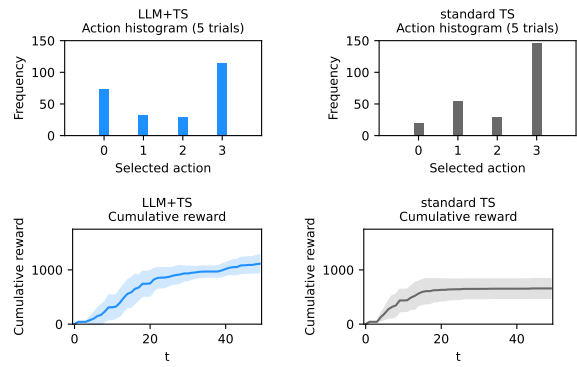 LLM+TS
Action histogram (5 trials)
150
100
50
0
Frequency
0 1 2 3
Selected action
standard TS
Action histogram (5 trials)
150
100
50
0
Frequency
0 1 2 3
Selected action
LLM+TS
Cumulative reward
1000
0
Cumulative reward
0 20 40
t
standard TS
Cumulative reward
1000
0
Cumulative reward
0 20 40
t